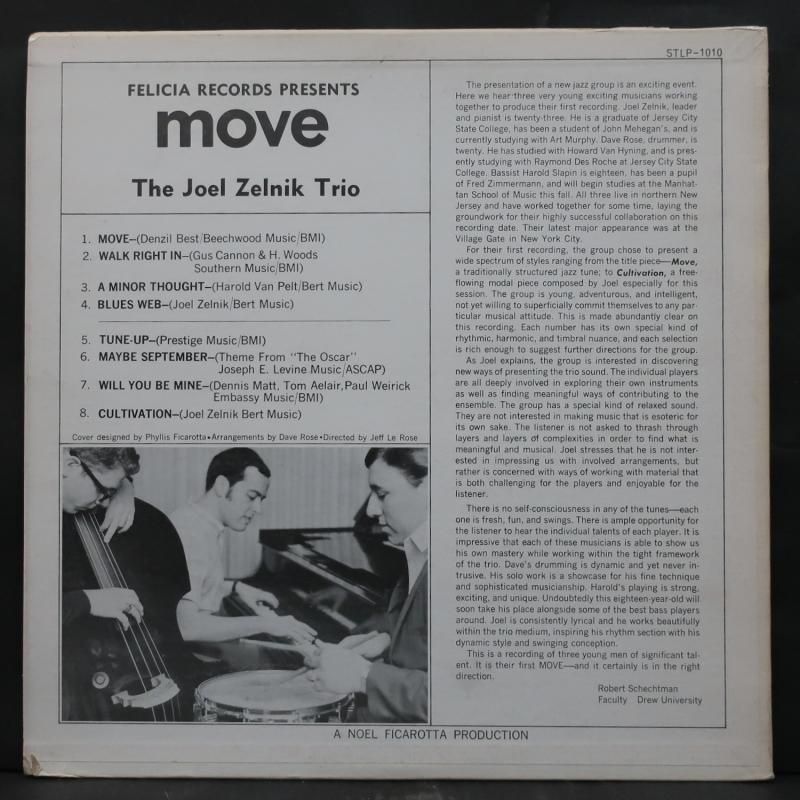 STLP-1010
FELICIA RECORDS PRESENTS
move
The Joel Zelnik Trio
1. MOVE—(Denzil Best/Beechwood Music/BMI)
2. WALK RIGHT IN—(Gus Cannon & H. Woods
Southern Music/BMI)
3. A MINOR THOUGHT—(Harold Van Pelt/Bert Music)
4. BLUES WEB—(Joel Zelnik/Bert Music)
5. TUNE-UP—(Prestige Music/BMI)
6. MAYBE SEPTEMBER—(Theme From "The Oscar"
Joseph E. Levine Music/ASCAP)
7. WILL YOU BE MINE—(Dennis Matt, Tom Aelair,Paul Weirick
Embassy Music/BMI)
8. CULTIVATION—(Joel Zelnik Bert Music)
Cover designed by Phyllis Ficarotta•Arrangements by Dave Rose•Directed by Jeff Le Rose
The presentation of a new jazz group is an exciting event.
Here we hear three very young exciting musicians working
together to produce their first recording. Joel Zelnik, leader
and pianist is twenty-three. He is a graduate of Jersey City
State College, has been a student of John Mehegan's, and is
currently studying with Art Murphy. Dave Rose, drummer, is
twenty. He has studied with Howard Van Hyning, and is pres-
ently studying with Raymond Des Roche at Jersey City State
College. Bassist Harold Slapin is eighteen, has been a pupil
of Fred Zimmermann, and will begin studies at the Manhat-
tan School of Music this fall. All three live in northern New
Jersey and have worked together for some time, laying the
groundwork for their highly successful collaboration on this
recording date. Their latest major appearance was at the
Village Gate in New York City.
For their first recording, the group chose to present a
wide spectrum of styles ranging from the title piece—Move,
a traditionally structured jazz tune; to Cultivation, a free-
flowing modal piece composed by Joel especially for this
session. The group is young, adventurous, and intelligent,
not yet willing to superficially commit themselves to any par-
ticular musical attitude. This is made abundantly clear on
this recording. Each number has its own special kind of
rhythmic, harmonic, and timbral nuance, and each selection
is rich enough to suggest further directions for the group.
As Joel explains, the group is interested in discovering
new ways of presenting the trio sound. The individual players
are all deeply involved in exploring their own instruments
as well as finding meaningful ways of contributing to the
ensemble. The group has a special kind of relaxed sound.
They are not interested in making music that is esoteric for
its own sake. The listener is not asked to thrash through
layers and layers of complexities in order to find what is
meaningful and musical. Joel stresses that he is not inter-
ested in impressing us with involved arrangements, but
rather is concerned with ways of working with material that
is both challenging for the players and enjoyable for the
listener.
There is no self-consciousness in any of the tunes—each
one is fresh, fun, and swings. There is ample opportunity for
the listener to hear the individual talents of each player. It is
impressive that each of these musicians is able to show us
his own mastery while working within the tight framework
of the trio. Dave's drumming is dynamic and yet never in-
trusive. His solo work is a showcase for his fine technique
and sophisticated musicianship. Harold's playing is strong,
exciting, and unique. Undoubtedly this eighteen-year-old will
soon take his place alongside some of the best bass players
around. Joel is consistently lyrical and he works beautifully
within the trio medium, inspiring his rhythm section with his
dynamic style and swinging conception.
This is a recording of three young men of significant tal-
ent. It is their first MOVE—and it certainly is in the right
direction.
Robert Schechtman
Faculty Drew University
A NOEL FICAROTTA PRODUCTION